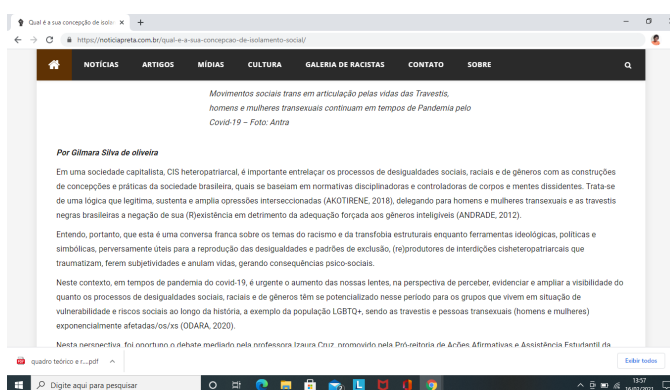 Qual é a sua concepção de isolar
https://noticiapreta.com.br/qual-e-a-sua-concepcao-de-isolamento-social/
NOTÍCIAS ARTIGOS MÍDIAS CULTURA GALERIA DE RACISTAS CONTATO SOBRE
Movimentos sociais trans em articulação pelas vidas das Travestis,
homens e mulheres transexuais continuam em tempos de Pandemia pelo
Covid-19 – Foto: Antra
Por Gilmara Silva de oliveira
Em uma sociedade capitalista, CIS heteropatriarcal, é importante entrelaçar os processos de desigualdades sociais, raciais e de gêneros com as construções
de concepções e práticas da sociedade brasileira, quais se baseiam em normativas disciplinadoras e controladoras de corpos e mentes dissidentes. Trata-se
de uma lógica que legitima, sustenta e amplia opressões interseccionadas (AKOTIRENE, 2018), delegando para homens e mulheres transexuais e as travestis
negras brasileiras a negação de sua (R)existência em detrimento da adequação forçada aos gêneros inteligíveis (ANDRADE, 2012).
Entendo, portanto, que esta é uma conversa franca sobre os temas do racismo e da transfobia estruturais enquanto ferramentas ideológicas, políticas e
simbólicas, perversamente úteis para a reprodução das desigualdades e padrões de exclusão, (re)produtores de interdições cisheteropatriarcais que
traumatizam, ferem subjetividades e anulam vidas, gerando consequências psico-sociais.
Neste contexto, em tempos de pandemia do covid-19, é urgente o aumento das nossas lentes, na perspectiva de perceber, evidenciar e ampliar a visibilidade do
quanto os processos de desigualdades sociais, raciais e de gêneros têm se potencializado nesse período para os grupos que vivem em situação de
vulnerabilidade e riscos sociais ao longo da história, a exemplo da população LGBTQ+, sendo as travestis e pessoas transexuais (homens e mulheres)
exponencialmente afetadas/os/xs (ODARA, 2020).
Nesta perspectiva, foi oportuno o debate mediado pela professora Izaura Cruz, promovido pela Pró-reitoria de Ações Afirmativas e Assistência Estudantil da
quadro teórico e r....pdf
Exibir todos
Digite aqui para pesquisar
13:57
16/02/2021